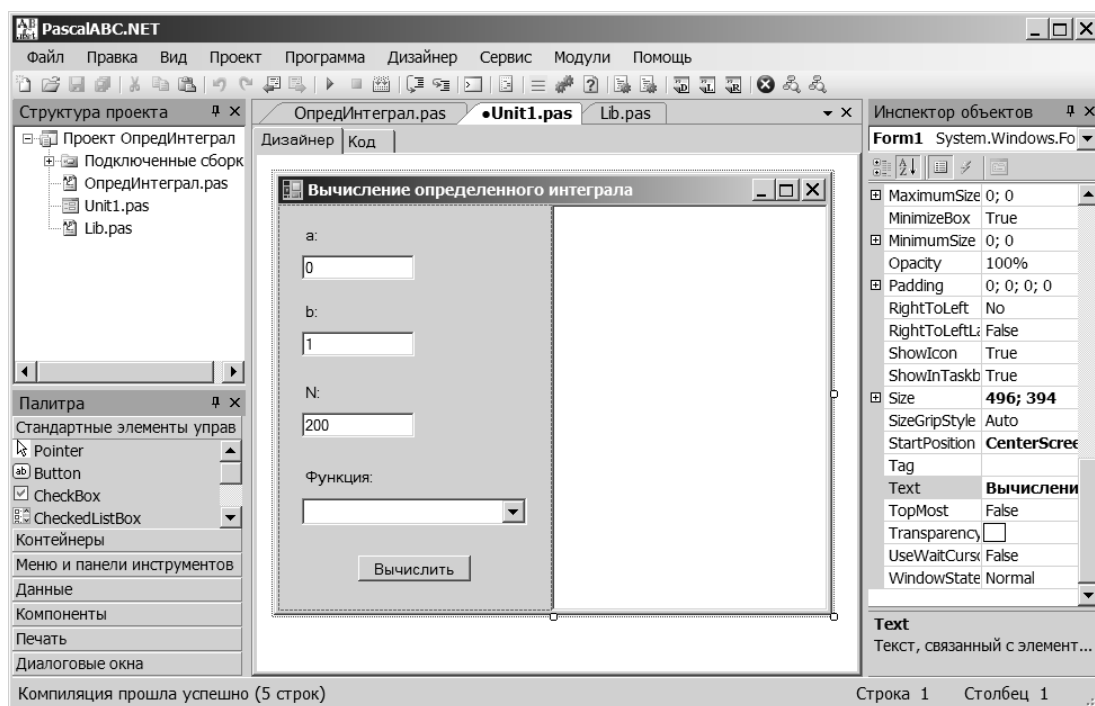 PascalABC.NET
Файл Правка Вид Проект Программа Дизайнер Сервис Модули Помощь
Структура проекта
Проект ОпредИнтеграл
Подключенные сборк
ОпредИнтеграл.pas
Unit1.pas
Lib.pas
Палитра
Стандартные элементы управ
Pointer
Button
CheckBox
CheckedListBox
Контейнеры
Меню и панели инструментов
Данные
Компоненты
Печать
Диалоговые окна
ОпредИнтеграл.pas •Unit1.pas Lib.pas
Дизайнер Код
Вычисление определенного интеграла
a:
0
b:
1
N:
200
Функция:
Вычислить
Инспектор объектов
Form1 System.Windows.Fo
MaximumSize 0; 0
MinimizeBox True
MinimumSize 0; 0
Opacity 100%
Padding 0; 0; 0; 0
RightToLeft No
RightToLeftLa False
ShowIcon True
ShowInTaskb True
Size 496; 394
SizeGripStyle Auto
StartPosition CenterScree
Tag
Text Вычислени
TopMost False
Transparency
UseWaitCurso False
WindowState Normal
Text
Текст, связанный с элемент...
Компиляция прошла успешно (5 строк)
Строка 1 Столбец 1